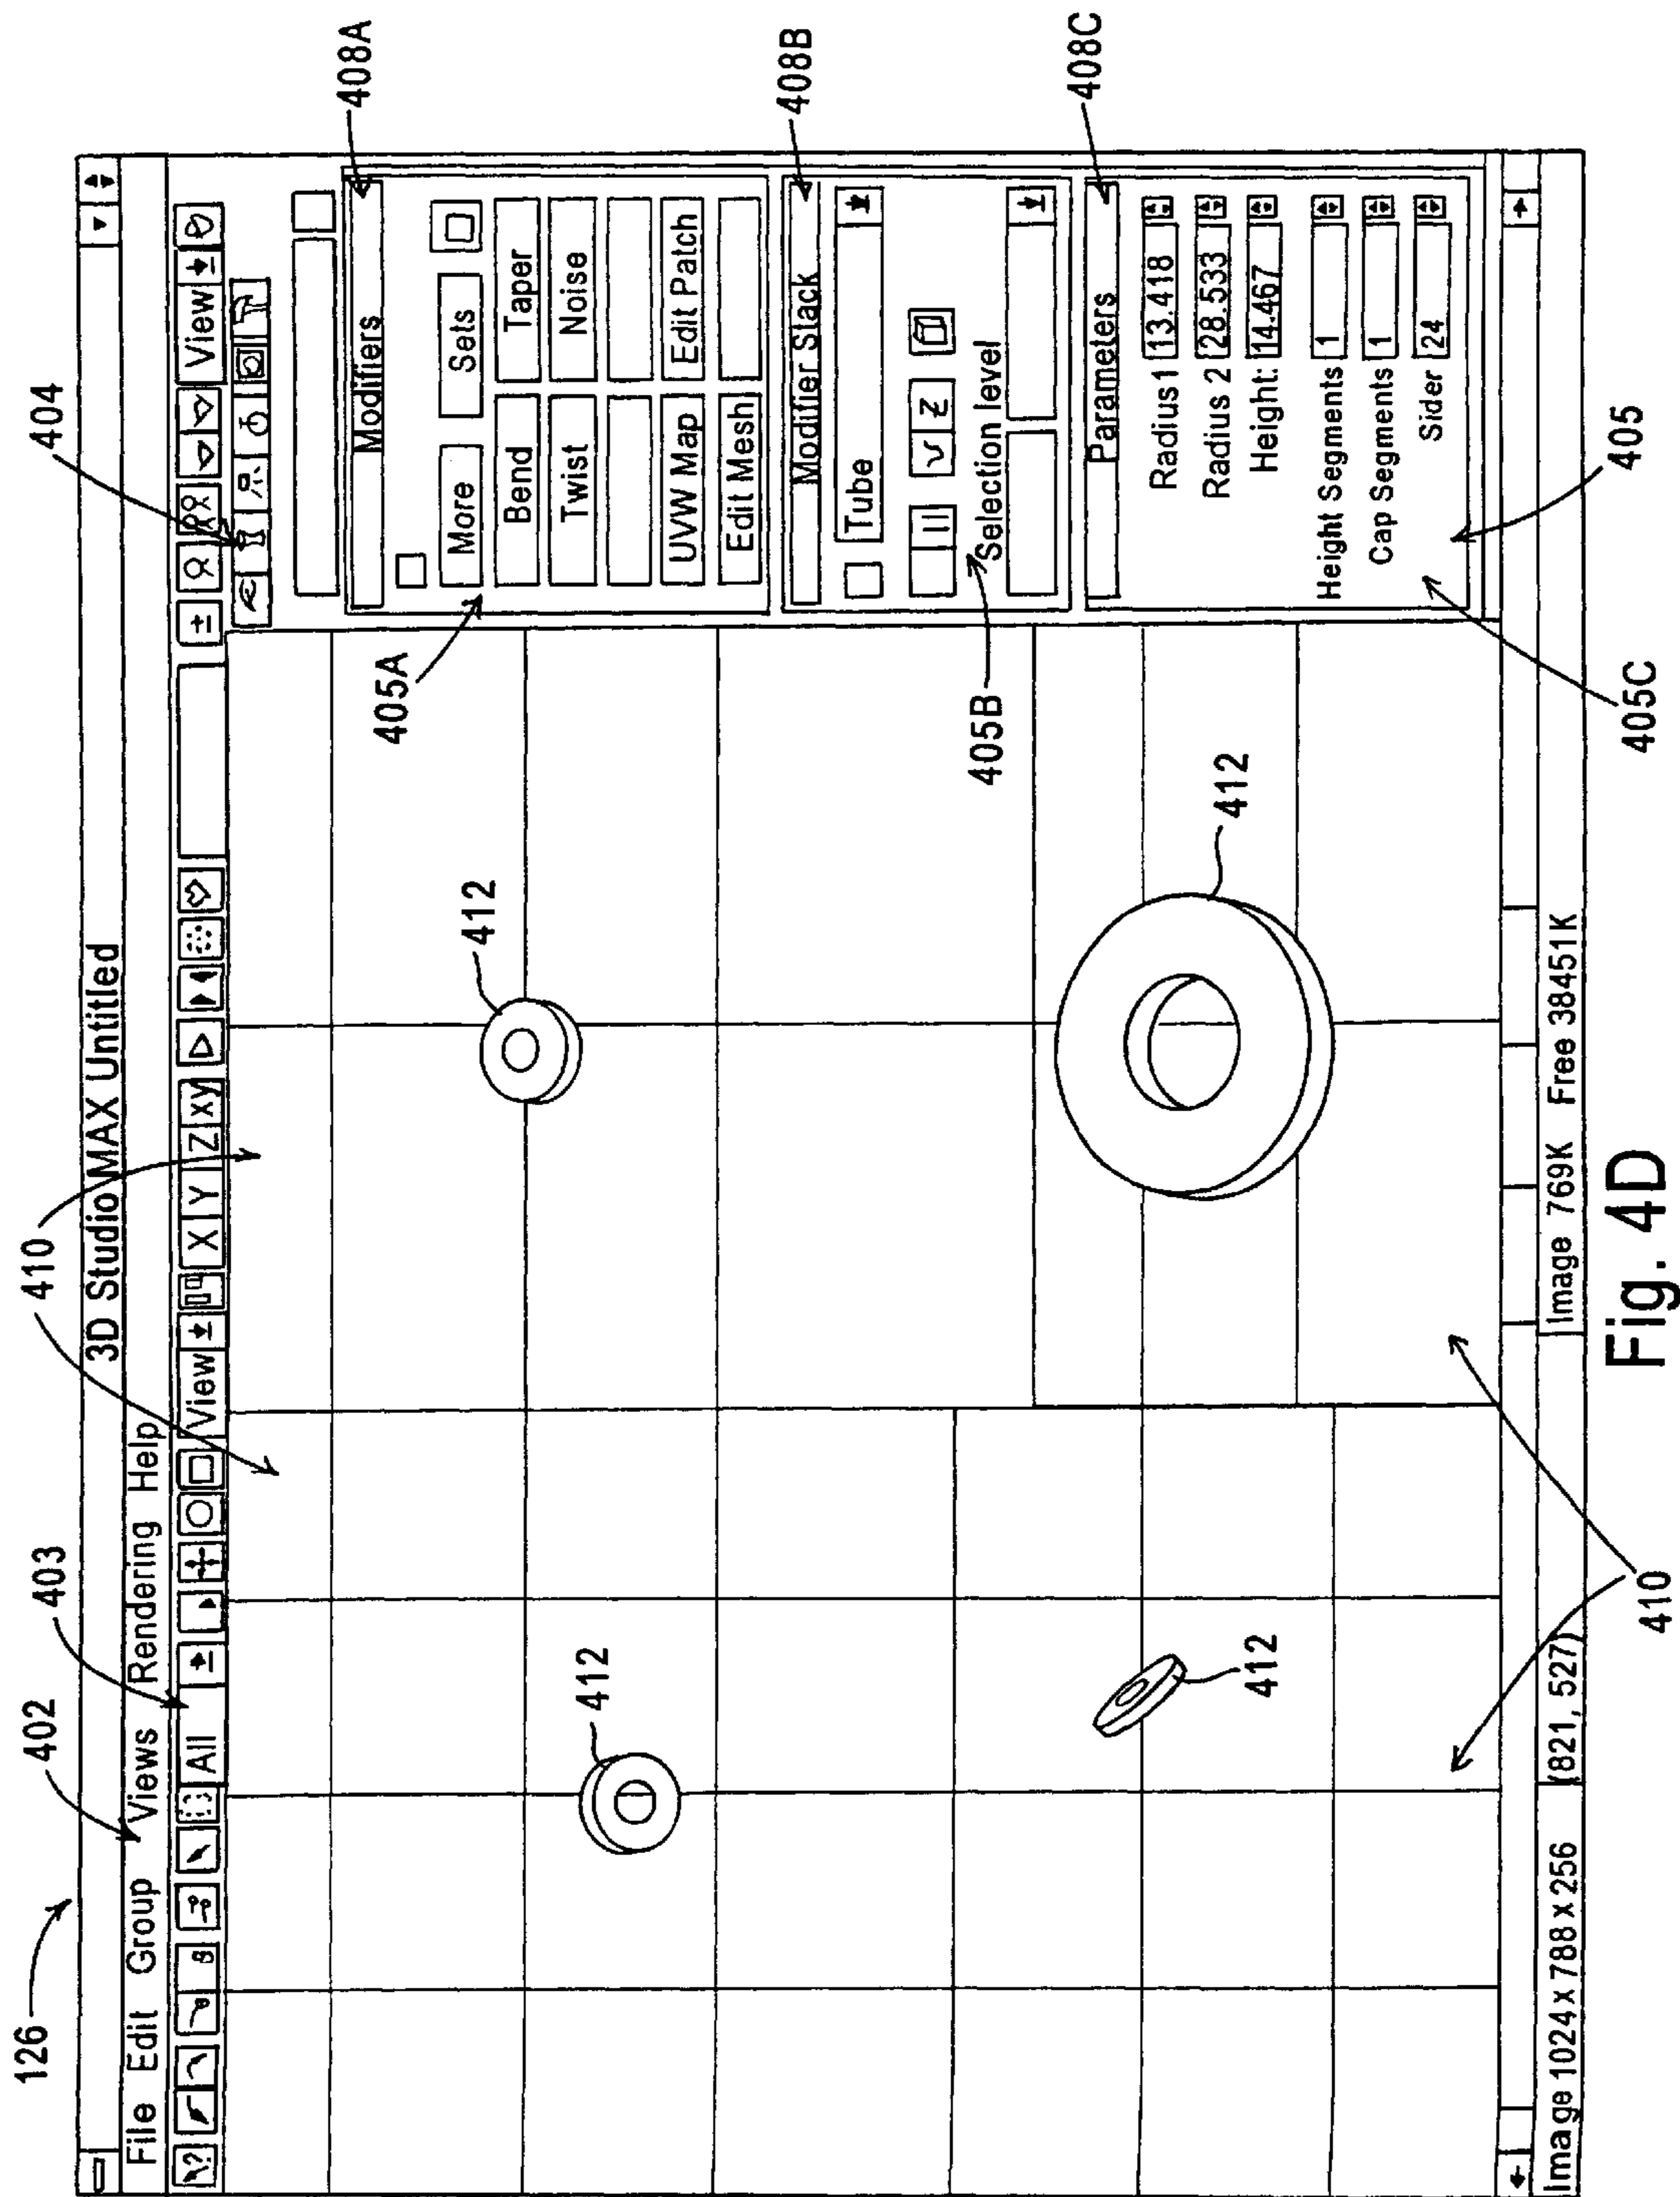 126
402
403
410
404
3D Studio MAX Untitled
File Edit Group Views Rendering Help
? All View X Y Z xy View
Modifiers
408A
More Sets
Bend Taper
Twist Noise
UVW Map Edit Patch
Edit Mesh
405A
Modifier Stack
408B
Tube
Selection level
405B
Parameters
408C
Radius 1 13.418
Radius 2 28.533
Height: 14.467
Height Segments 1
Cap Segments 1
Sider 24
405C
405
412
412
412
412
410
Image 1024 x 788 x 256 (821, 527) Image 769K Free 38451K
Fig. 4D